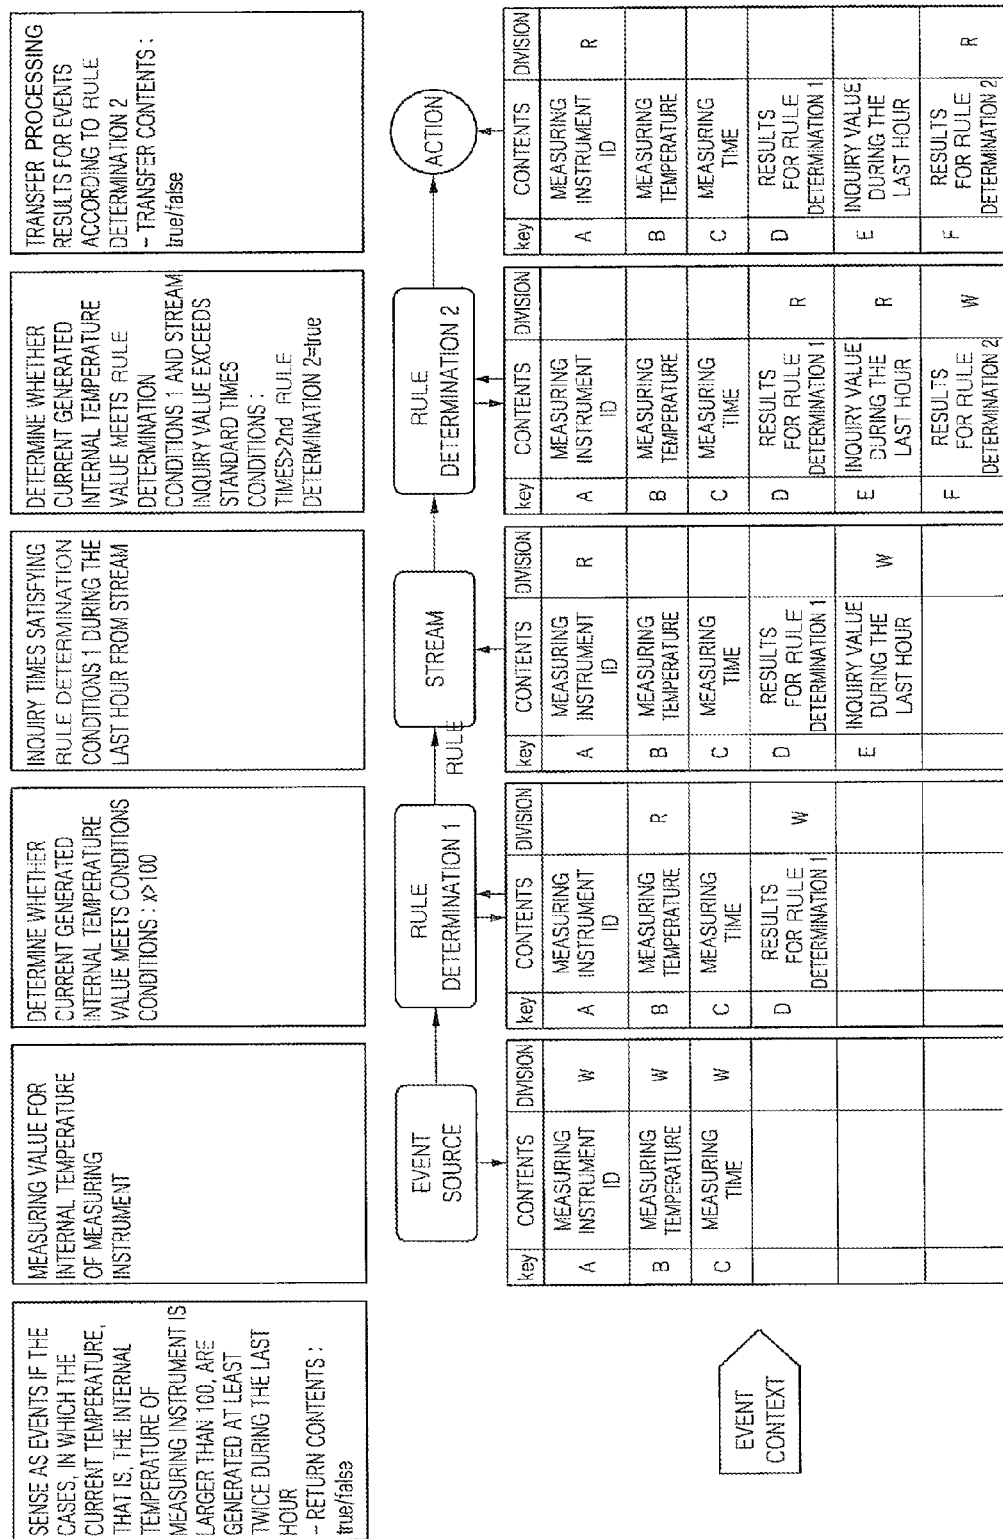 SENSE AS EVENTS IF THE
CASES, IN WHICH THE
CURRENT TEMPERATURE,
THAT IS, THE INTERNAL
TEMPERATURE OF
MEASURING INSTRUMENT IS
LARGER THAN 100, ARE
GENERATED AT LEAST
TWICE DURING THE LAST
HOUR
- RETURN CONTENTS :
true/false
MEASURING VALUE FOR
INTERNAL TEMPERATURE
OF MEASURING
INSTRUMENT
DETERMINE WHETHER
CURRENT GENERATED
INTERNAL TEMPERATURE
VALUE MEETS CONDITIONS
CONDITIONS : x>100
INQUIRY TIMES SATISFYING
RULE DETERMINATION
CONDITIONS 1 DURING THE
LAST HOUR FROM STREAM
DETERMINE WHETHER
CURRENT GENERATED
INTERNAL TEMPERATURE
VALUE MEETS RULE
DETERMINATION
CONDITIONS 1 AND STREAM
INQUIRY VALUE EXCEEDS
STANDARD TIMES
CONDITIONS :
TIMES>2nd RULE
DETERMINATION 2=true
TRANSFER PROCESSING
RESULTS FOR EVENTS
ACCORDING TO RULE
DETERMINATION 2
- TRANSFER CONTENTS :
true/false
EVENT
SOURCE
RULE
DETERMINATION 1
RULE
STREAM
RULE
DETERMINATION 2
ACTION
EVENT
CONTEXT
key CONTENTS DIVISION
A MEASURING
INSTRUMENT
ID W
B MEASURING
TEMPERATURE W
C MEASURING
TIME W
key CONTENTS DIVISION
A MEASURING
INSTRUMENT
ID
B MEASURING
TEMPERATURE R
C MEASURING
TIME
D RESULTS
FOR RULE
DETERMINATION 1 W
key CONTENTS DIVISION
A MEASURING
INSTRUMENT
ID R
B MEASURING
TEMPERATURE
C MEASURING
TIME
D RESULTS
FOR RULE
DETERMINATION 1
E INQUIRY VALUE
DURING THE
LAST HOUR W
key CONTENTS DIVISION
A MEASURING
INSTRUMENT
ID
B MEASURING
TEMPERATURE
C MEASURING
TIME
D RESULTS
FOR RULE
DETERMINATION 1 R
E INQUIRY VALUE
DURING THE
LAST HOUR R
F RESULTS
FOR RULE
DETERMINATION 2 W
key CONTENTS DIVISION
A MEASURING
INSTRUMENT
ID R
B MEASURING
TEMPERATURE
C MEASURING
TIME
D RESULTS
FOR RULE
DETERMINATION 1
E INQUIRY VALUE
DURING THE
LAST HOUR
F RESULTS
FOR RULE
DETERMINATION 2 R